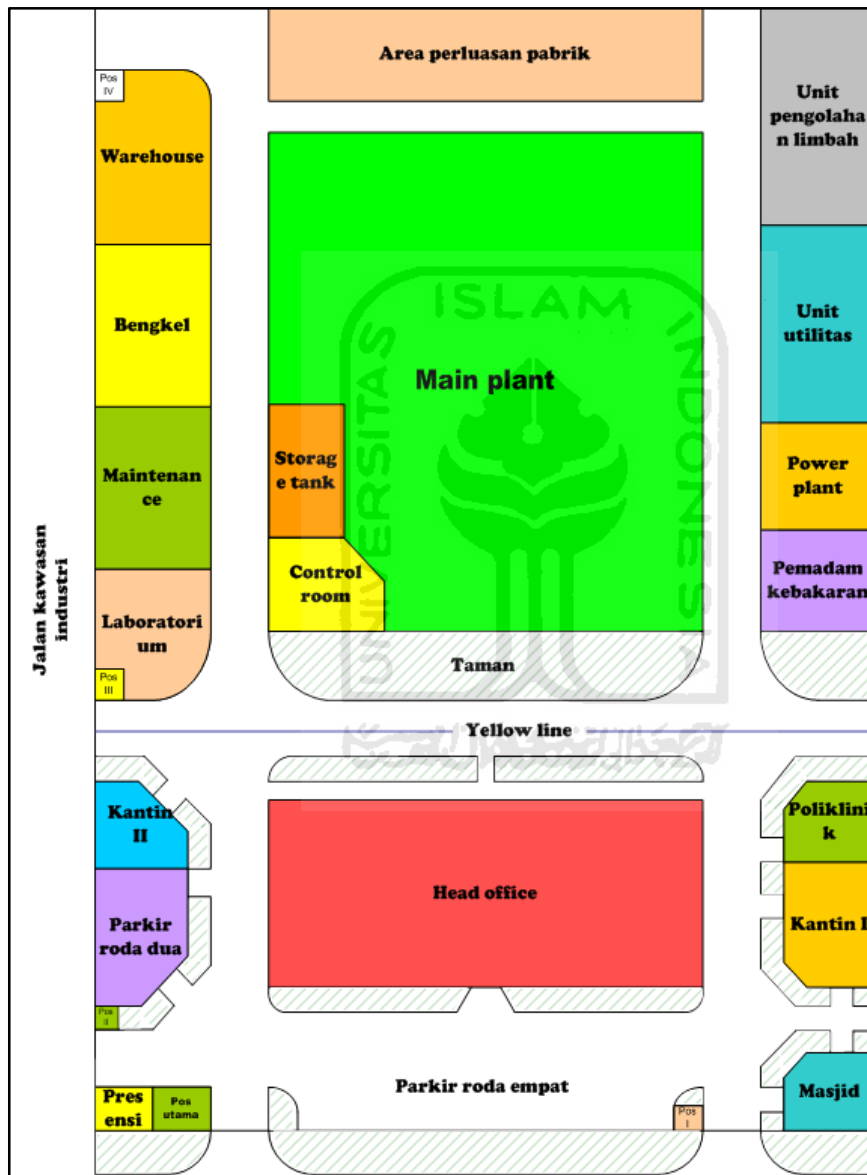 Area perluasan pabrik
Pos
IV
Unit
pengolaha
n limbah
Warehouse
Bengkel
Unit
utilitas
ISLAM
UNIVERSITAS
INDONESIA
Main plant
Storag
e tank
Maintenan
ce
Power
plant
Control
room
Pemadam
kebakaran
Jalan kawasan
industri
Laboratori
um
Pos
III
Taman
Yellow line
Kantin
II
Poliklini
k
Head office
Parkir
roda dua
Kantin I
Pos
II
Parkir roda empat
Pres
ensi
Pos
utama
Pos
I
Masjid